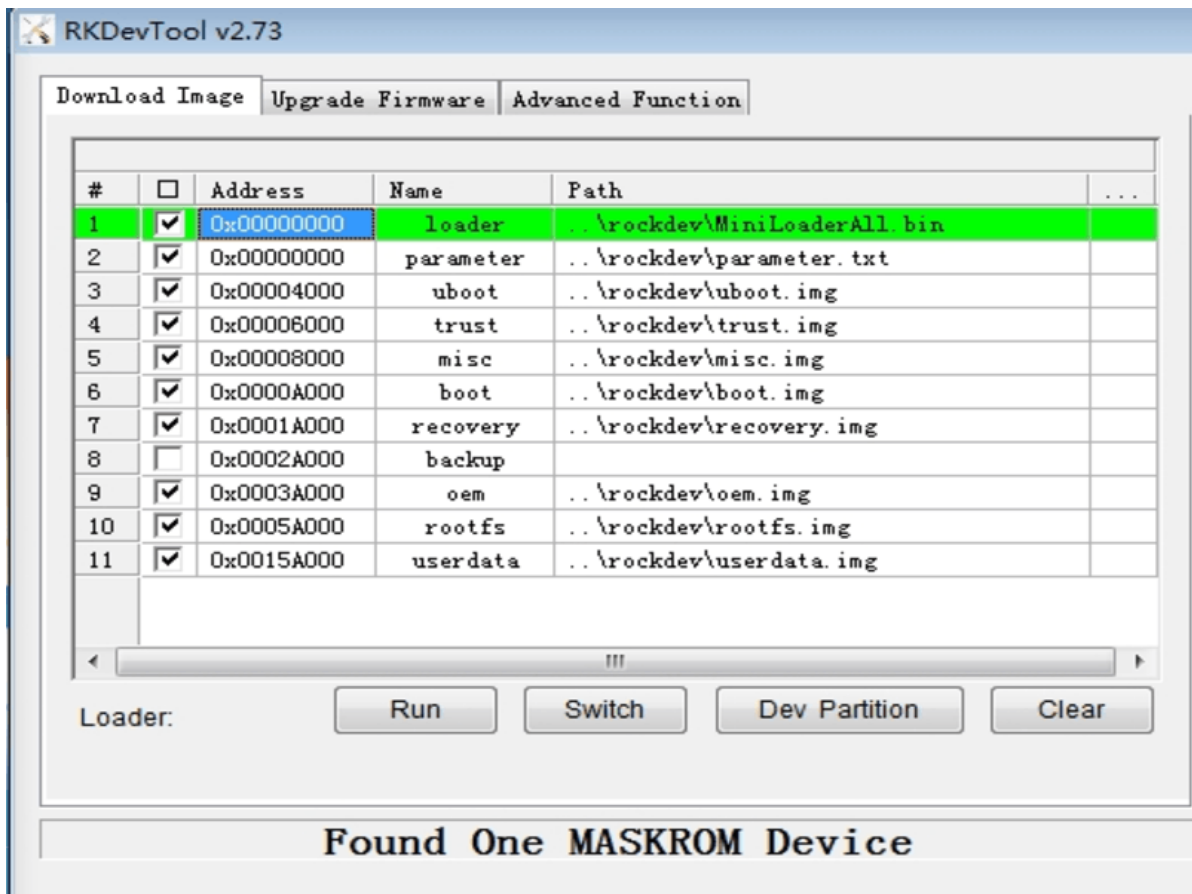 RKDevTool v2.73
Download Image Upgrade Firmware Advanced Function
# Address Name Path ...
1 0x00000000 loader ..\rockdev\MiniLoaderAll.bin
2 0x00000000 parameter ..\rockdev\parameter.txt
3 0x00004000 uboot ..\rockdev\uboot.img
4 0x00006000 trust ..\rockdev\trust.img
5 0x00008000 misc ..\rockdev\misc.img
6 0x0000A000 boot ..\rockdev\boot.img
7 0x0001A000 recovery ..\rockdev\recovery.img
8 0x0002A000 backup
9 0x0003A000 oem ..\rockdev\oem.img
10 0x0005A000 rootfs ..\rockdev\rootfs.img
11 0x0015A000 userdata ..\rockdev\userdata.img
Loader: Run Switch Dev Partition Clear
Found One MASKROM Device